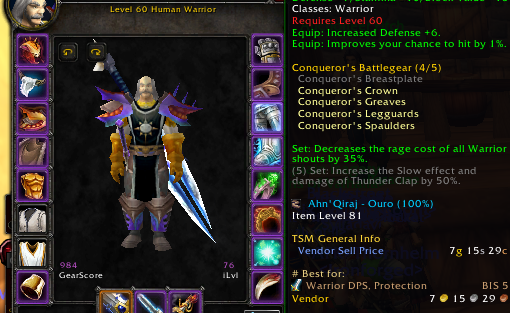 Level 60 Human Warrior
984
GearScore
76
iLvl
Classes: Warrior
Requires Level 60
Equip: Increased Defense +6.
Equip: Improves your chance to hit by 1%.
Conqueror's Battlegear (4/5)
Conqueror's Breastplate
Conqueror's Crown
Conqueror's Greaves
Conqueror's Legguards
Conqueror's Spaulders
Set: Decreases the rage cost of all Warrior
shouts by 35%.
(5) Set: Increase the Slow effect and
damage of Thunder Clap by 50%.
Ahn'Qiraj - Ouro (100%)
Item Level 81
TSM General Info
Vendor Sell Price 7g 15s 29c
# Best for:
Warrior DPS, Protection BIS 5
Vendor 7 15 29